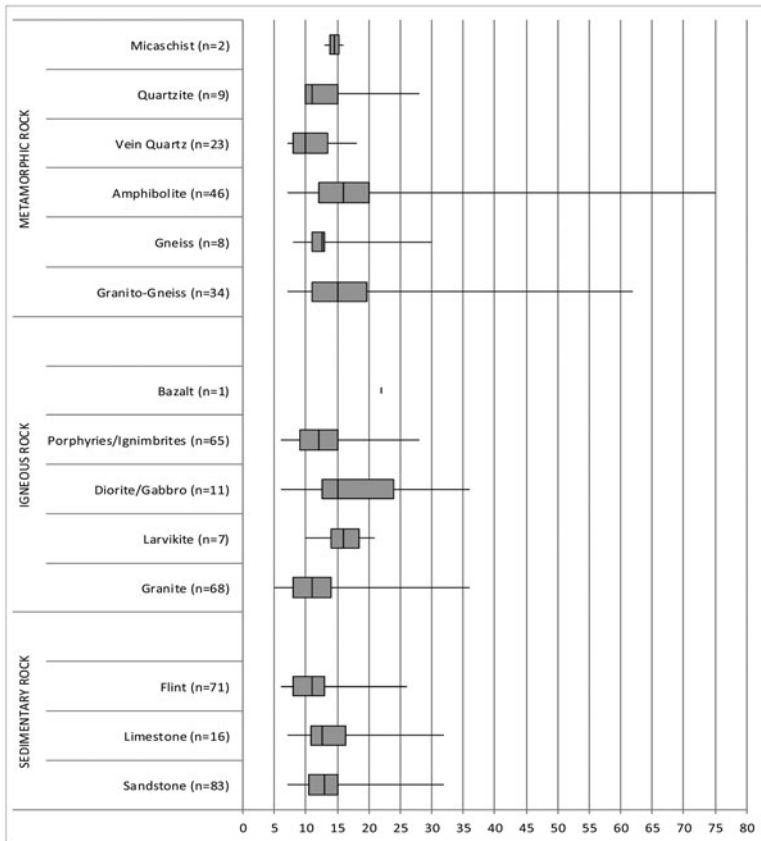 METAMORPHIC ROCK
Micaschist (n=2)
Quartzite (n=9)
Vein Quartz (n=23)
Amphibolite (n=46)
Gneiss (n=8)
Granito-Gneiss (n=34)
IGNEOUS ROCK
Bazalt (n=1)
Porphyries/Ignimbrites (n=65)
Diorite/Gabbro (n=11)
Larvikite (n=7)
Granite (n=68)
SEDIMENTARY ROCK
Flint (n=71)
Limestone (n=16)
Sandstone (n=83)
0 5 10 15 20 25 30 35 40 45 50 55 60 65 70 75 80